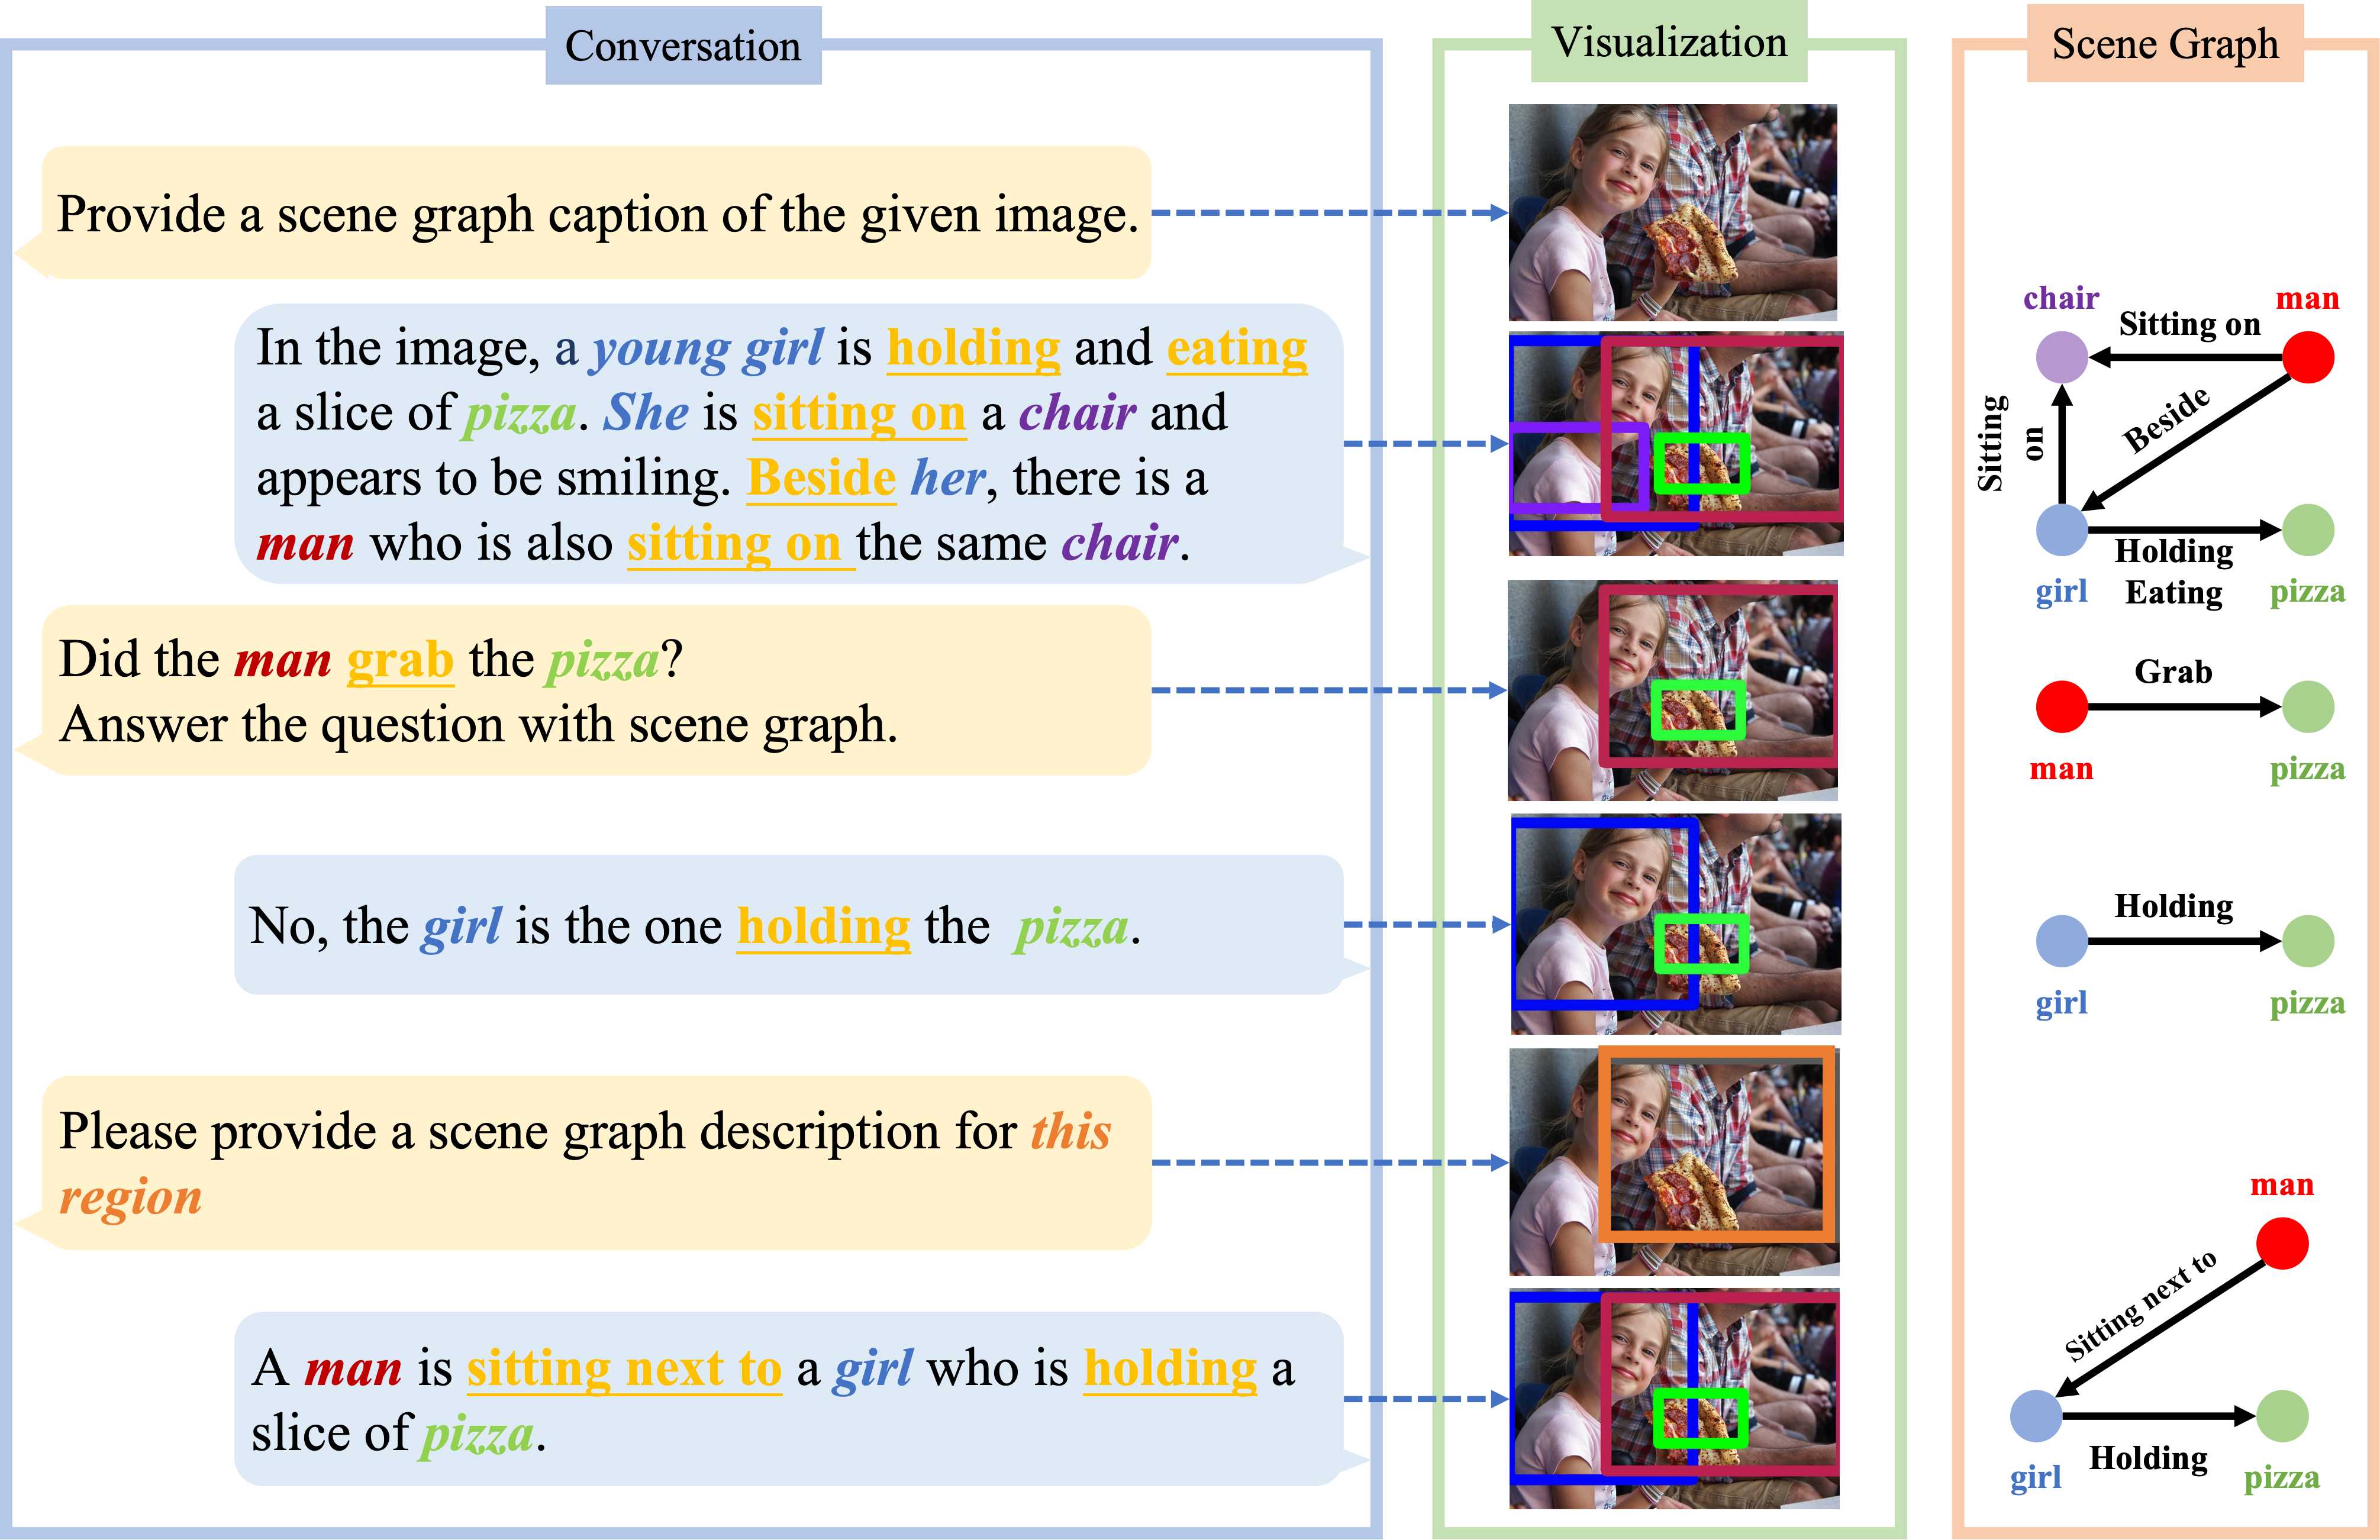 Conversation
Visualization
Scene Graph
Provide a scene graph caption of the given image.
In the image, a young girl is holding and eating
a slice of pizza. She is sitting on a chair and
appears to be smiling. Beside her, there is a
man who is also sitting on the same chair.
chair
man
Sitting on
Sitting
on
Beside
Holding
Eating
girl
pizza
Did the man grab the pizza?
Answer the question with scene graph.
Grab
man
pizza
No, the girl is the one holding the pizza.
Holding
girl
pizza
Please provide a scene graph description for this
region
A man is sitting next to a girl who is holding a
slice of pizza.
man
Sitting next to
Holding
girl
pizza